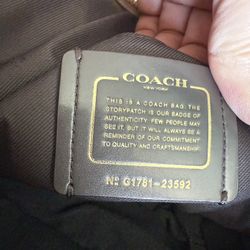 COACH
NEW YORK
THIS IS A COACH BAG. THE
STORYPATCH IS OUR BADGE OF
AUTHENTICITY. FEW PEOPLE MAY
SEE IT, BUT IT WILL ALWAYS BE A
REMINDER OF OUR COMMITMENT
TO QUALITY AND CRAFTSMANSHIP.
Nº G1781-23592